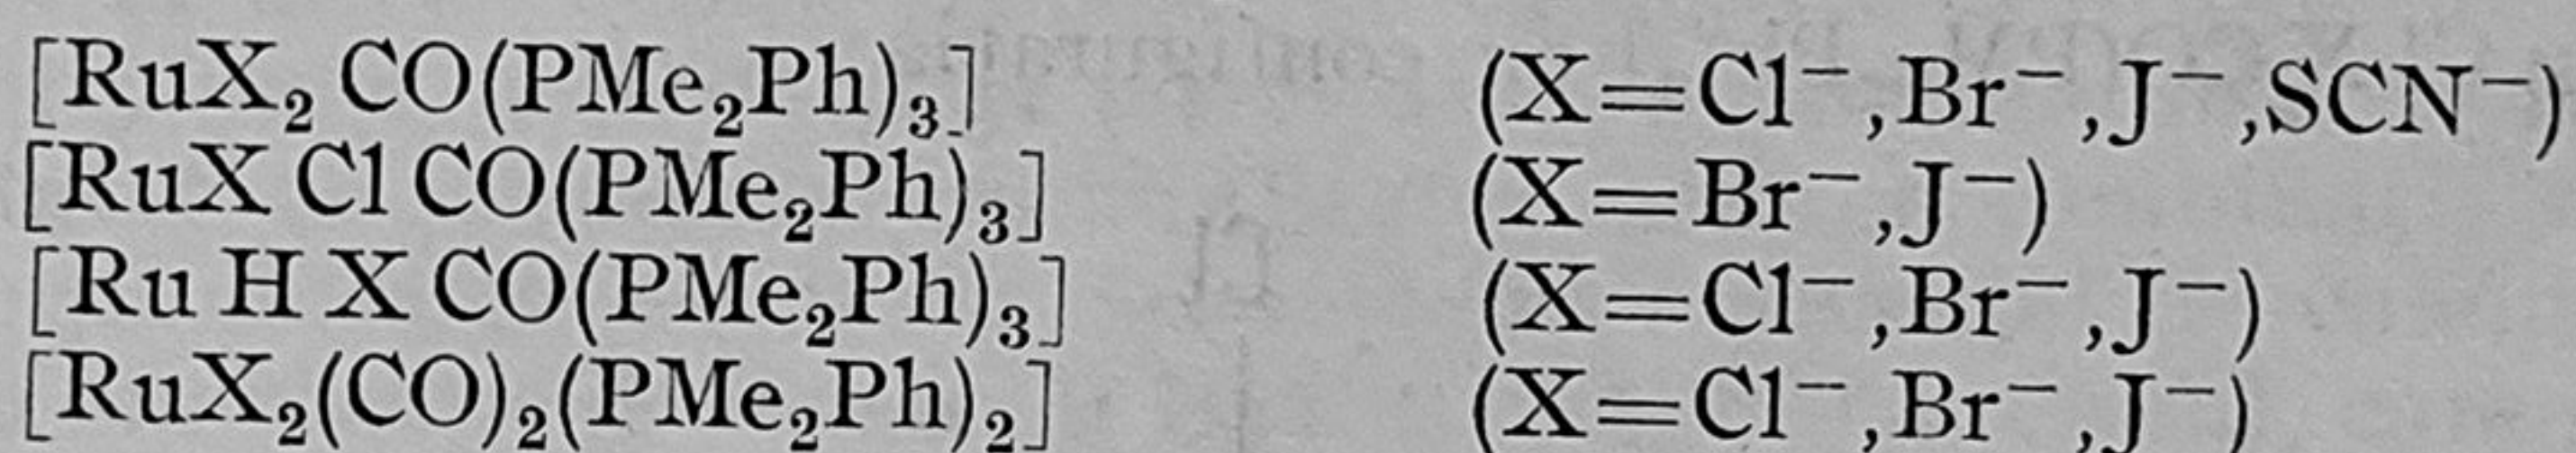 [RuX₂ CO(PMe₂Ph)₃] (X=Cl⁻,Br⁻,J⁻,SCN⁻)
[RuX Cl CO(PMe₂Ph)₃] (X=Br⁻,J⁻)
[Ru H X CO(PMe₂Ph)₃] (X=Cl⁻,Br⁻,J⁻)
[RuX₂(CO)₂(PMe₂Ph)₂] (X=Cl⁻,Br⁻,J⁻)